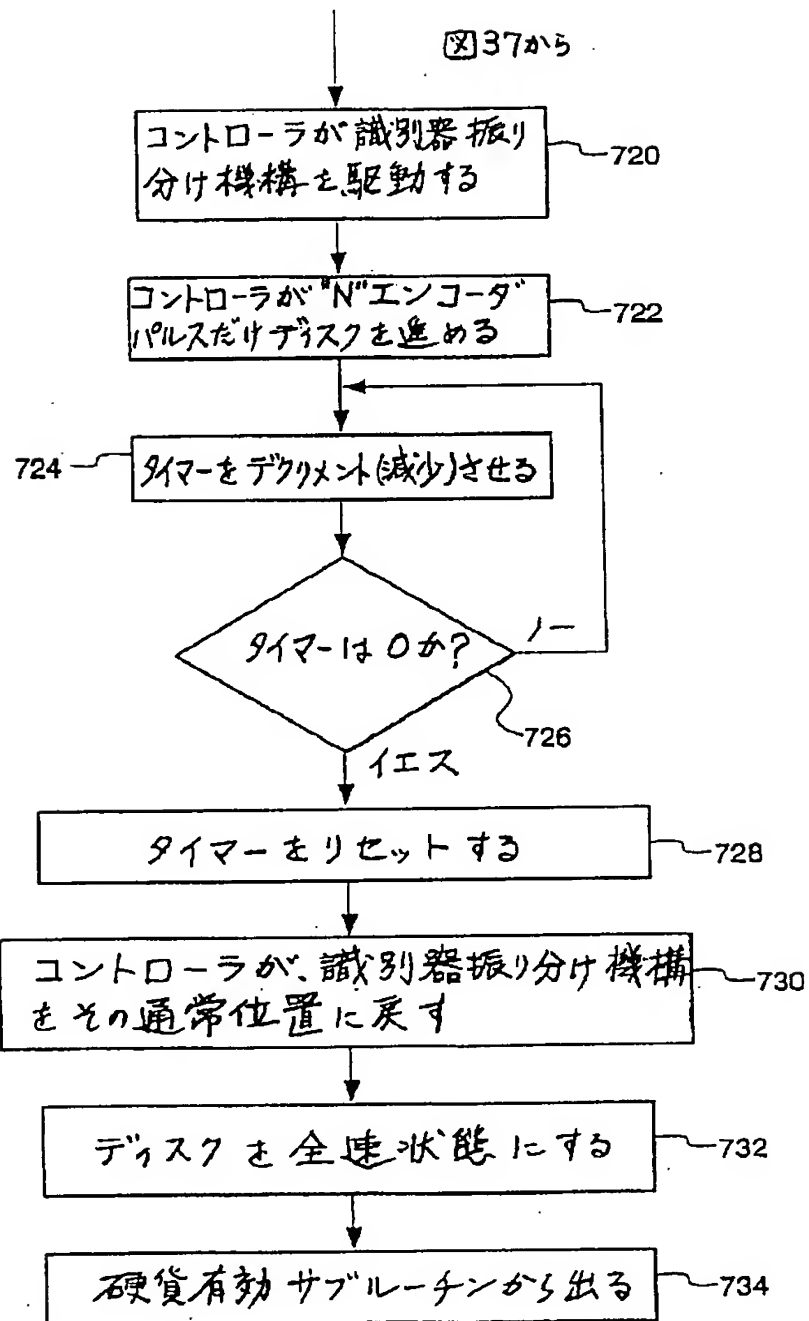 図37から
コントローラが識別器振り
分け機構を駆動する
720
コントローラが"N"エンコーダ
パルスだけディスクを進める
722
724
タイマーをデクリメント(減少)させる
タイマーは0か?
ノー
726
イエス
タイマーをリセットする
728
コントローラが、識別器振り分け機構
をその通常位置に戻す
730
ディスクを全速状態にする
732
硬貨有効サブルーチンから出る
734